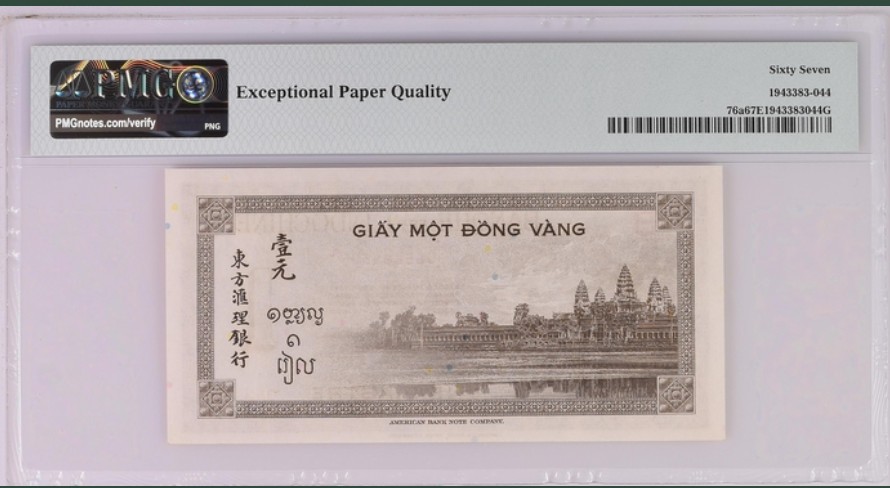 PMG
PAPER MONEY GUARANTY
PMGnotes.com/verify
PNG
Exceptional Paper Quality
Sixty Seven
1943383-044
76a67E1943383044G
GIẤY MỘT ĐỒNG VÀNG
壹元
東方滙理銀行
១
រៀល
AMERICAN BANK NOTE COMPANY.